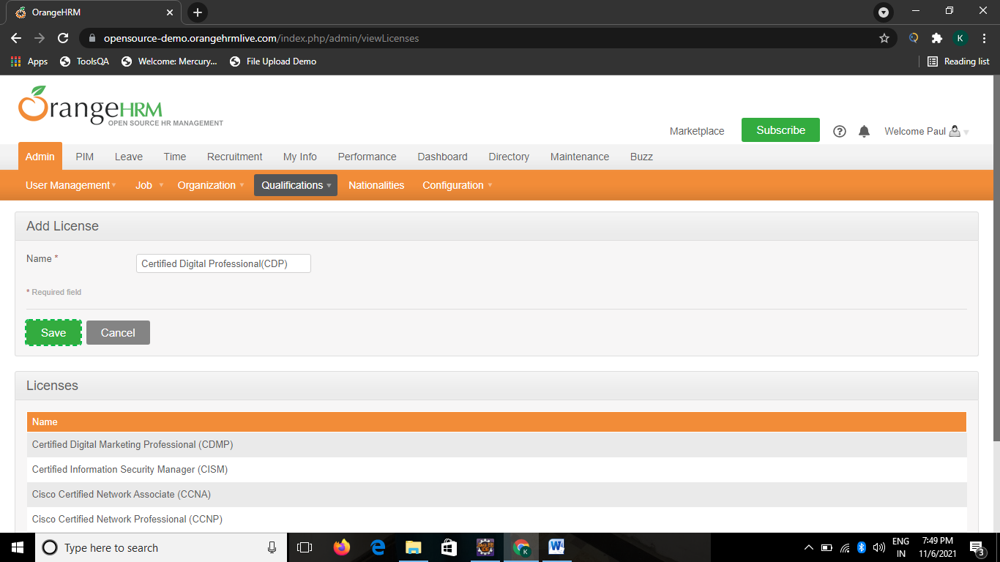 OrangeHRM
opensource-demo.orangehrmlive.com/index.php/admin/viewLicenses
K
Apps ToolsQA Welcome: Mercury... File Upload Demo Reading list
OrangeHRM
OPEN SOURCE HR MANAGEMENT
Marketplace Subscribe ? Welcome Paul
Admin PIM Leave Time Recruitment My Info Performance Dashboard Directory Maintenance Buzz
User Management Job Organization Qualifications Nationalities Configuration
Add License
Name * Certified Digital Professional(CDP)
* Required field
Save Cancel
Licenses
Name
Certified Digital Marketing Professional (CDMP)
Certified Information Security Manager (CISM)
Cisco Certified Network Associate (CCNA)
Cisco Certified Network Professional (CCNP)
Type here to search
K
W
ENG
IN
7:49 PM
11/6/2021
3